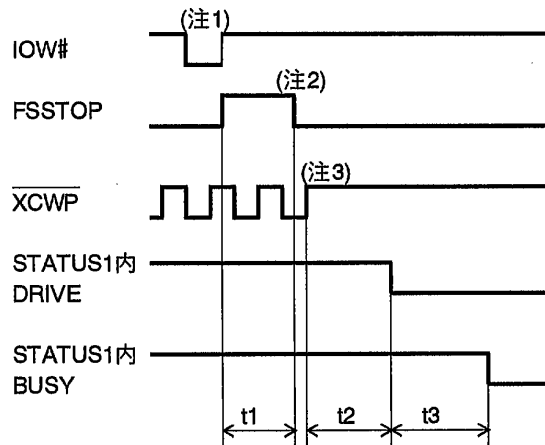 (注1)
IOW#
(注2)
FSSTOP
(注3)
XCWP
STATUS1内
DRIVE
STATUS1内
BUSY
t1
t2
t3